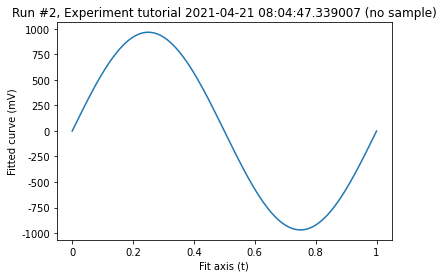 Run #2, Experiment tutorial 2021-04-21 08:04:47.339007 (no sample)
1000
750
500
250
0
-250
-500
-750
-1000
Fitted curve (mV)
0 0.2 0.4 0.6 0.8 1
Fit axis (t)